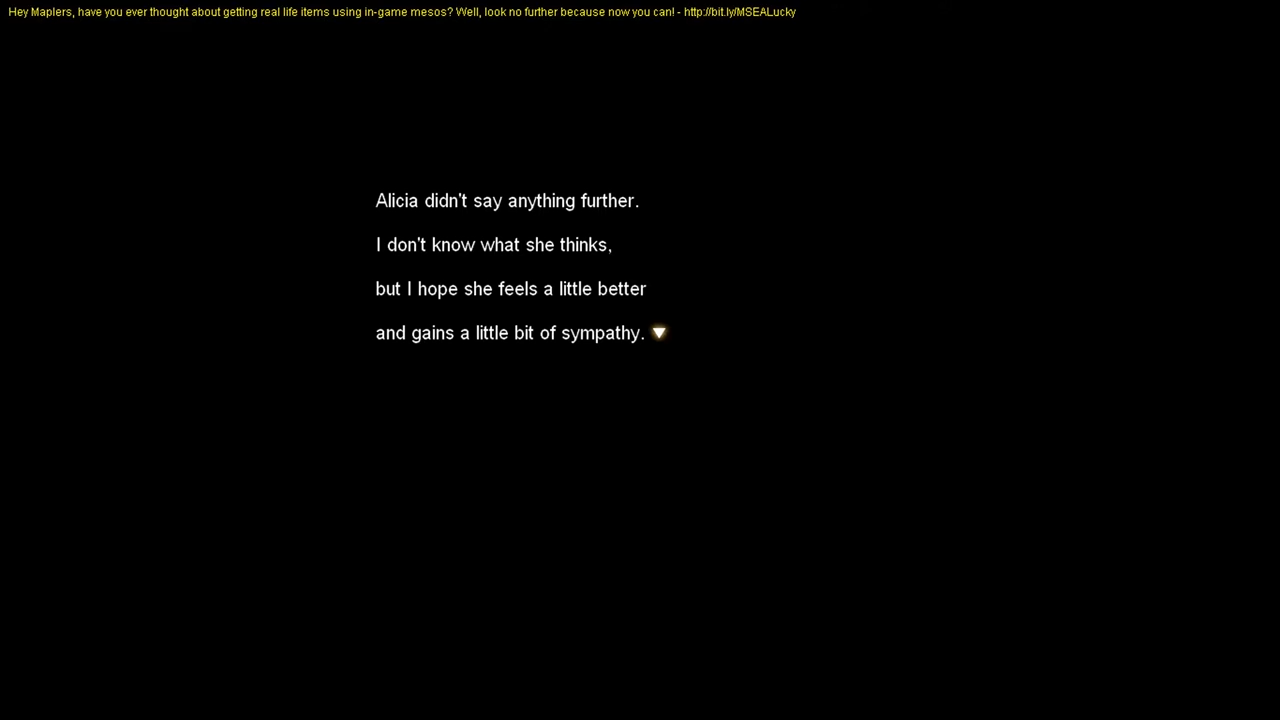 Hey Maplers, have you ever thought about getting real life items using in-game mesos? Well, look no further because now you can! - http://bit.ly/MSEALucky
Alicia didn't say anything further.
I don't know what she thinks,
but I hope she feels a little better
and gains a little bit of sympathy.